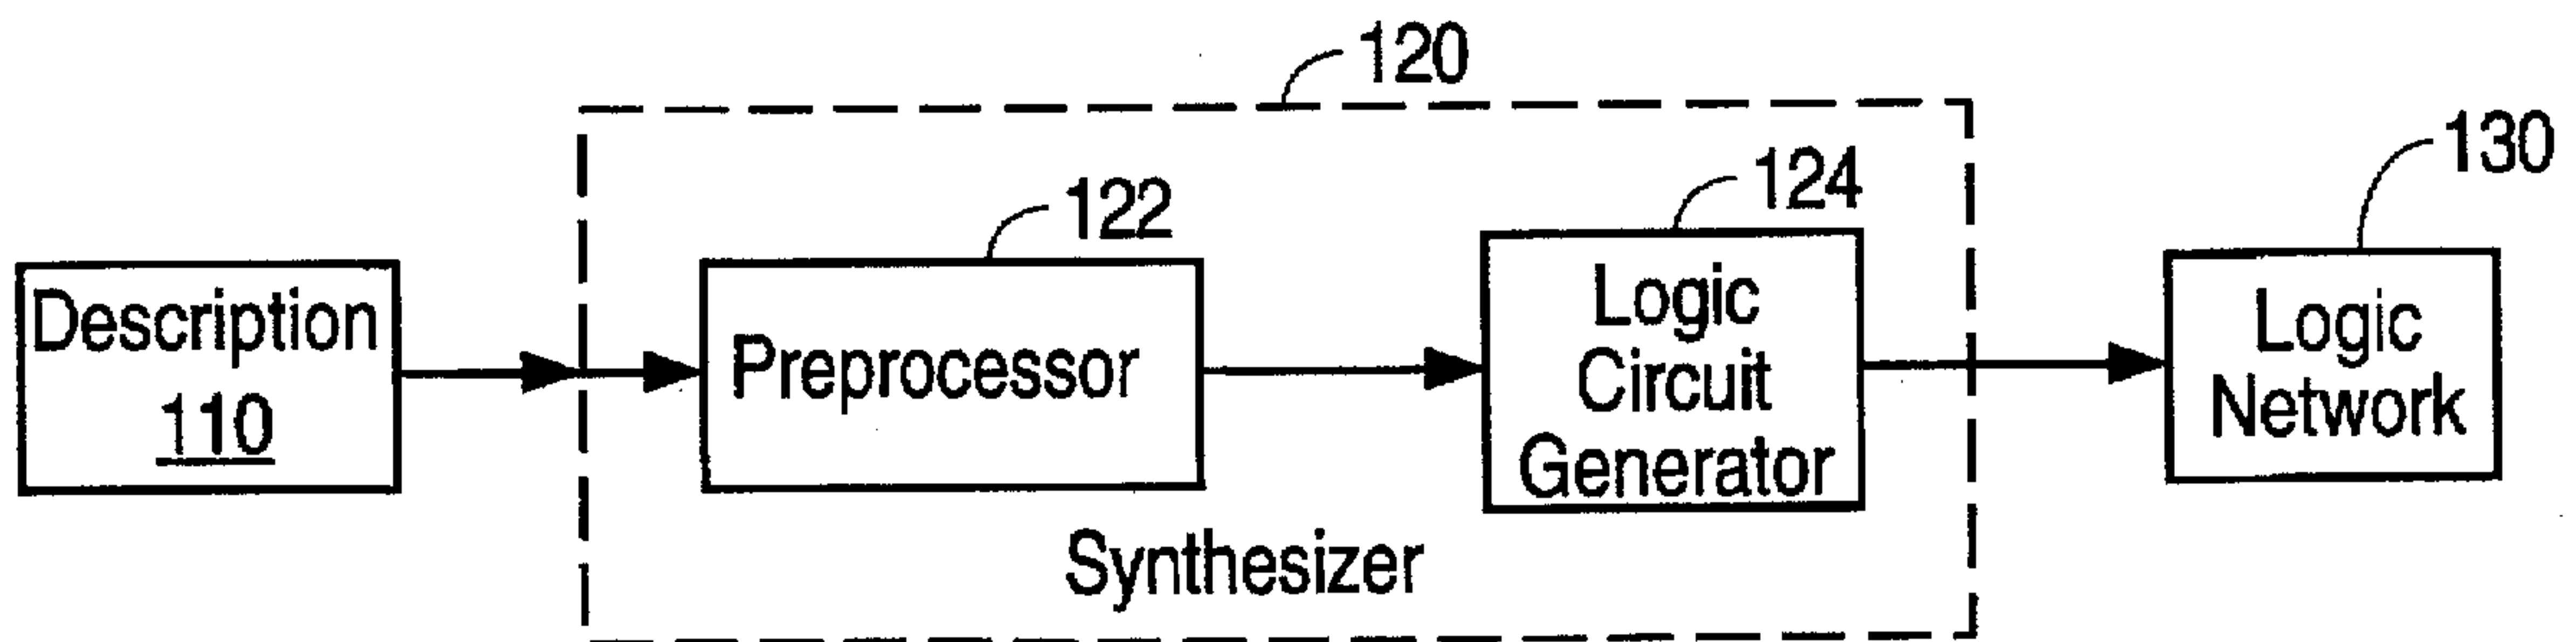 120
130
122
124
Description
110
Preprocessor
Logic
Circuit
Generator
Logic
Network
Synthesizer